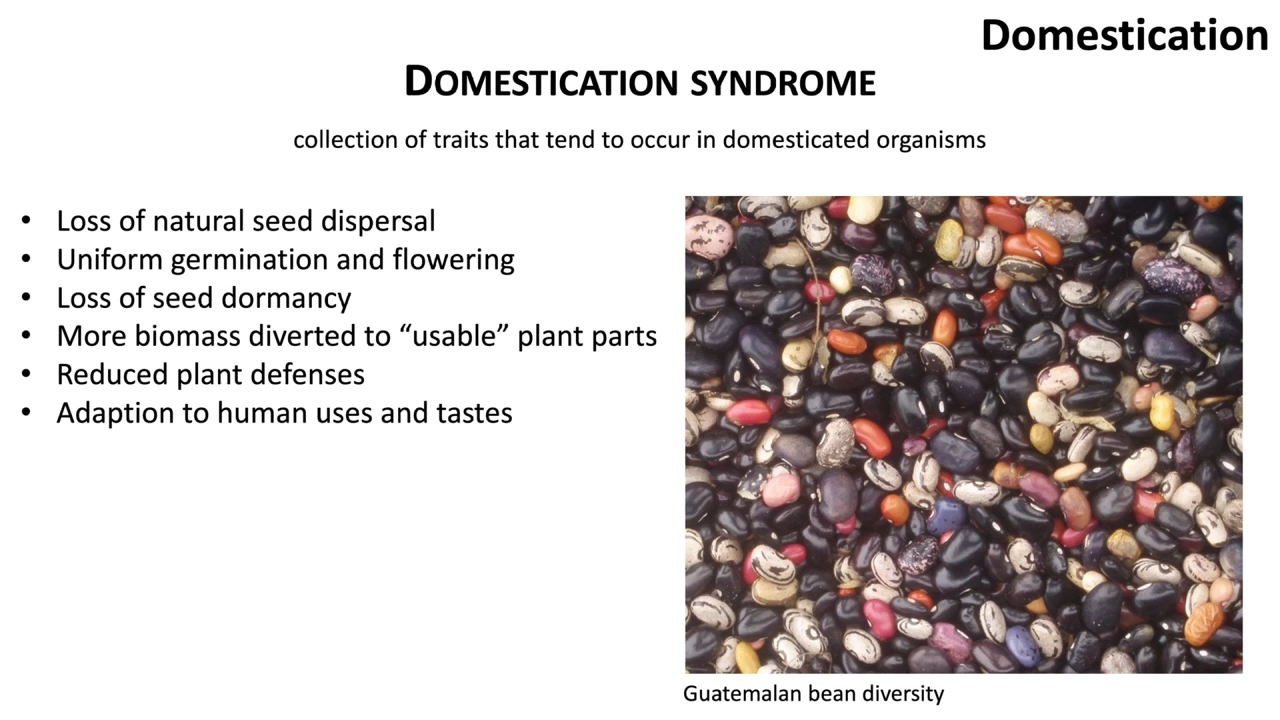 Domestication
DOMESTICATION SYNDROME
collection of traits that tend to occur in domesticated organisms
• Loss of natural seed dispersal
• Uniform germination and flowering
• Loss of seed dormancy
• More biomass diverted to “usable” plant parts
• Reduced plant defenses
• Adaption to human uses and tastes
Guatemalan bean diversity